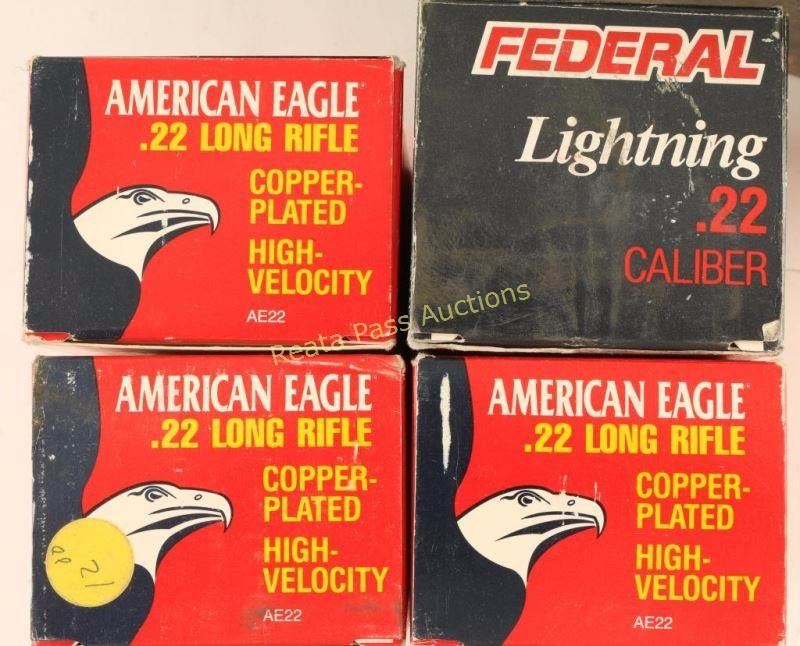 AMERICAN EAGLE
.22 LONG RIFLE
COPPER-
PLATED
HIGH-
VELOCITY
AE22
FEDERAL
Lightning
.22
CALIBER
Reata Pass Auctions
AMERICAN EAGLE
.22 LONG RIFLE
COPPER-
PLATED
HIGH-
VELOCITY
AE22
AMERICAN EAGLE
.22 LONG RIFLE
COPPER-
PLATED
HIGH-
VELOCITY
AE22